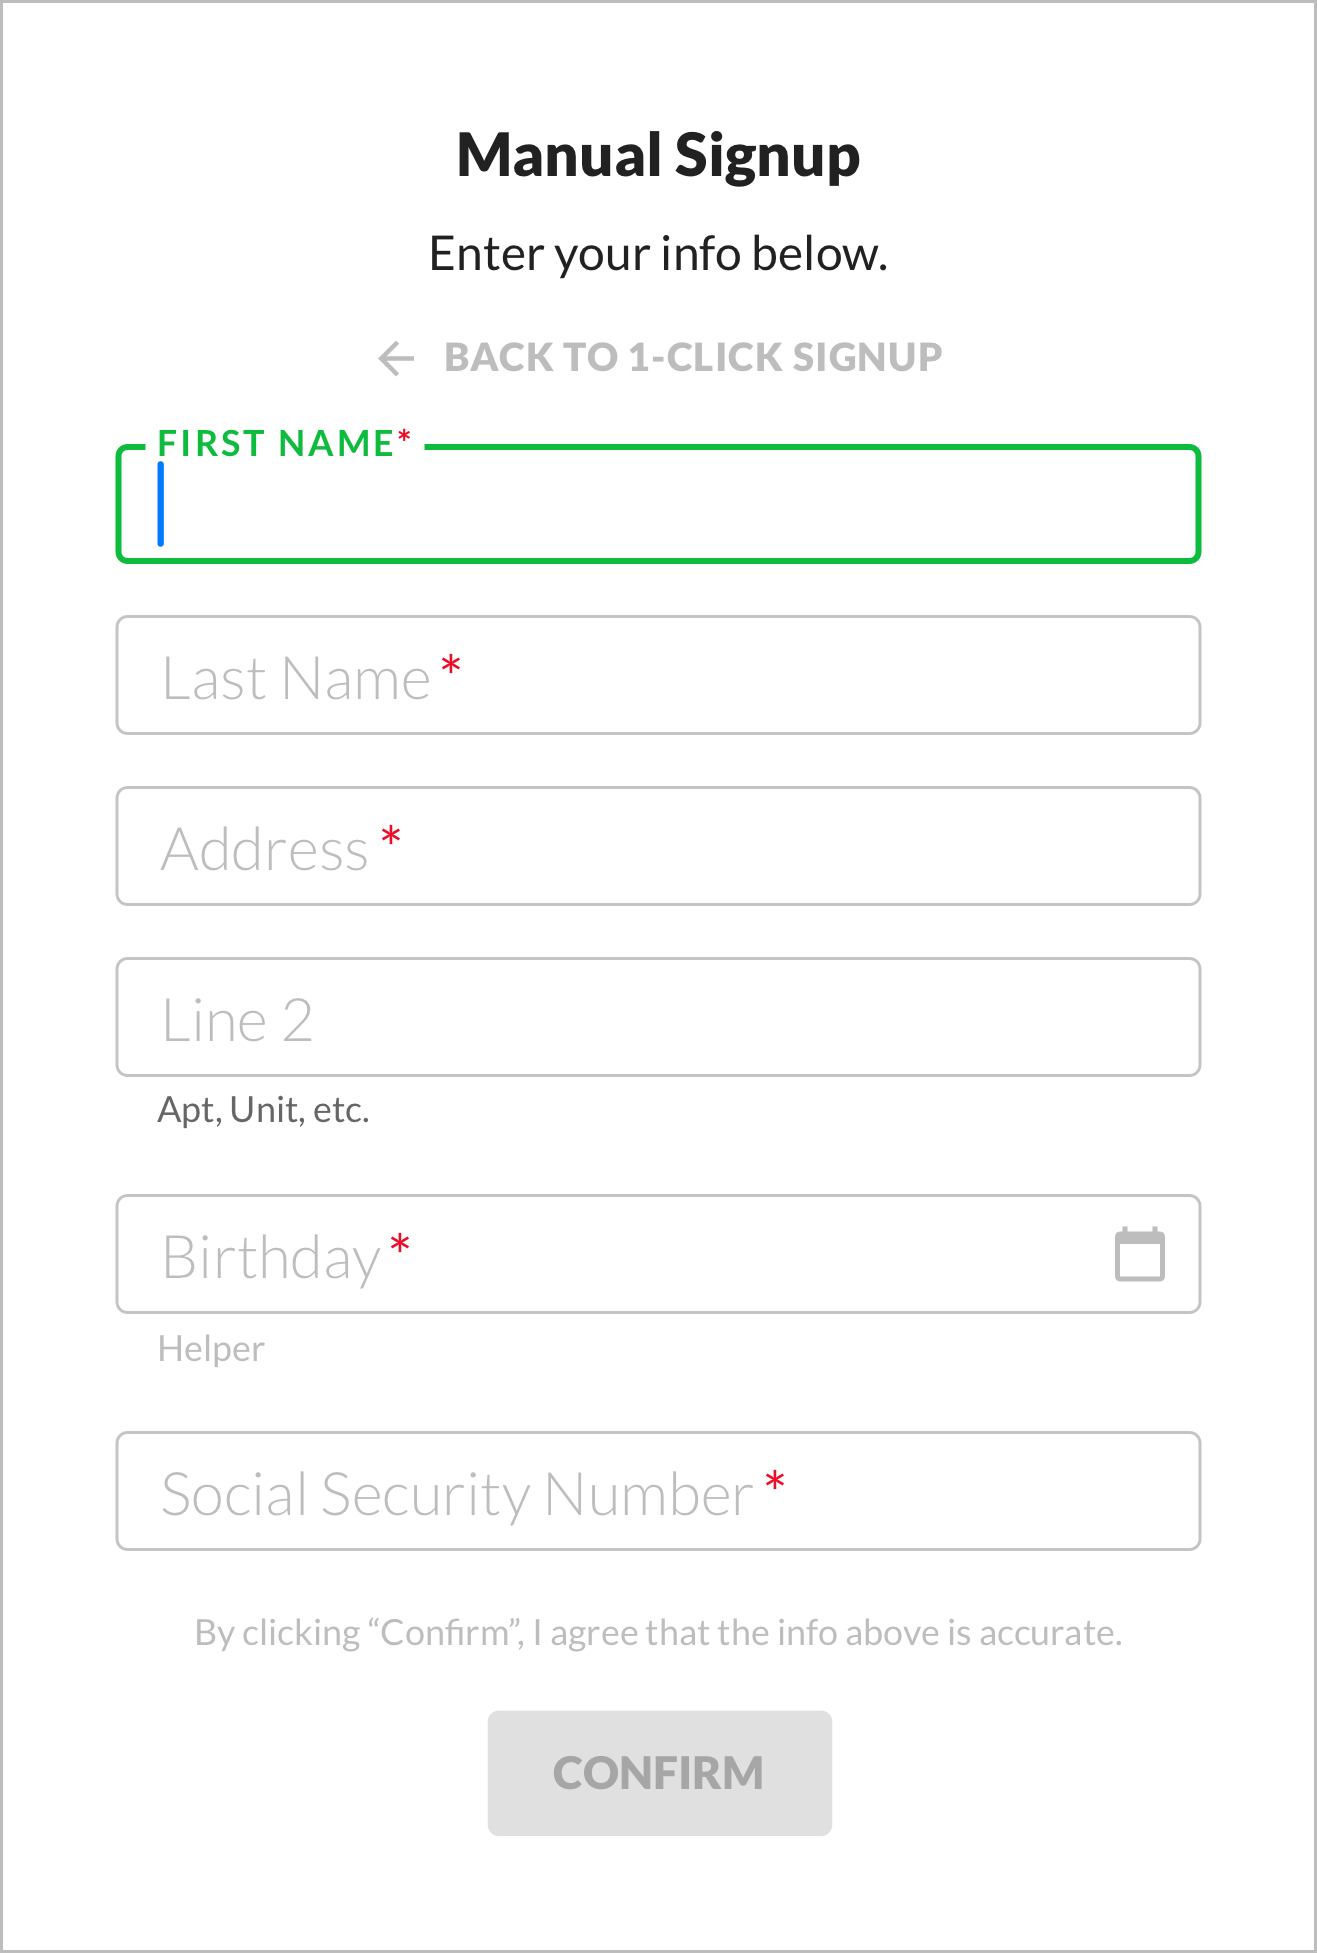 Manual Signup
Enter your info below.
BACK TO 1-CLICK SIGNUP
FIRST NAME*
Last Name *
Address *
Line 2
Apt, Unit, etc.
Birthday *
Helper
Social Security Number *
By clicking “Confirm”, I agree that the info above is accurate.
CONFIRM